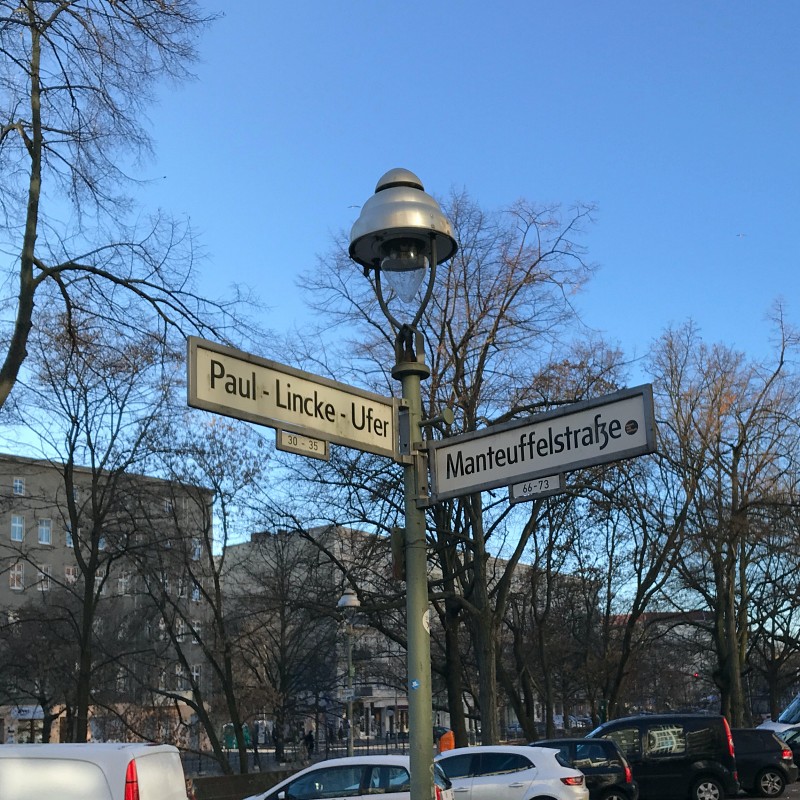 Paul-Lincke-Ufer
30 - 35
Manteuffelstraße
66-73